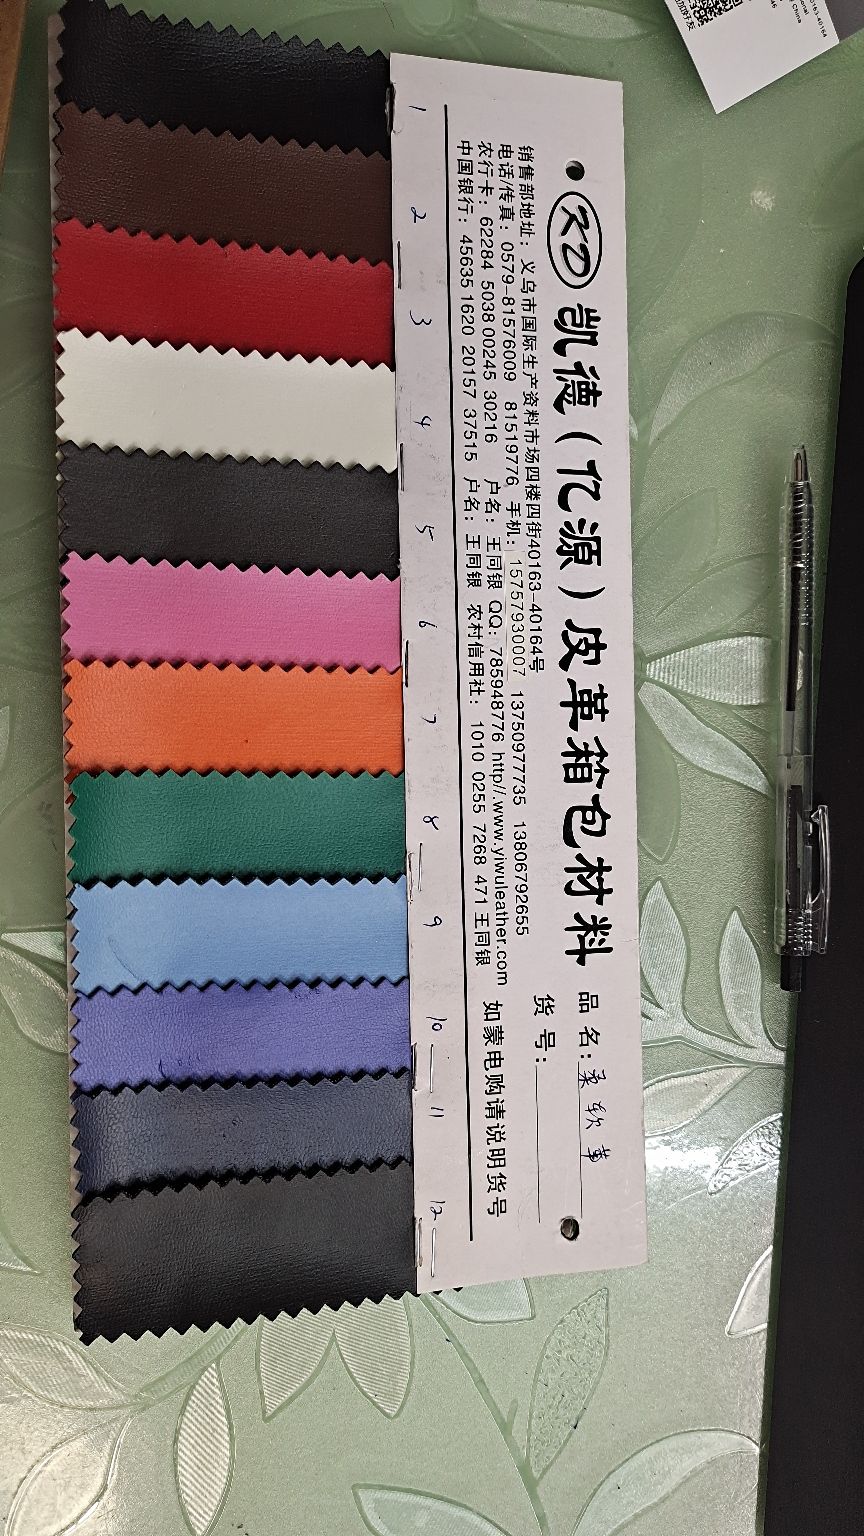 KD 凯德（亿源）皮革箱包材料
销售部地址：义乌市国际生产资料市场四楼四街40163-40164号
电话/传真：0579-81576009 81519776 手机：15757930007 13750977735 13806792655
农行卡：62284 5038 00245 30216 户名：王同银 QQ：785948776 http//.www.yiwuleather.com
中国银行：45635 1620 20157 37515 户名：王同银 农村信用社：1010 0255 7268 471 王同银
品名：柔软革
货号：
如蒙电购请说明货号
1
2
3
4
5
6
7
8
9
10
11
12